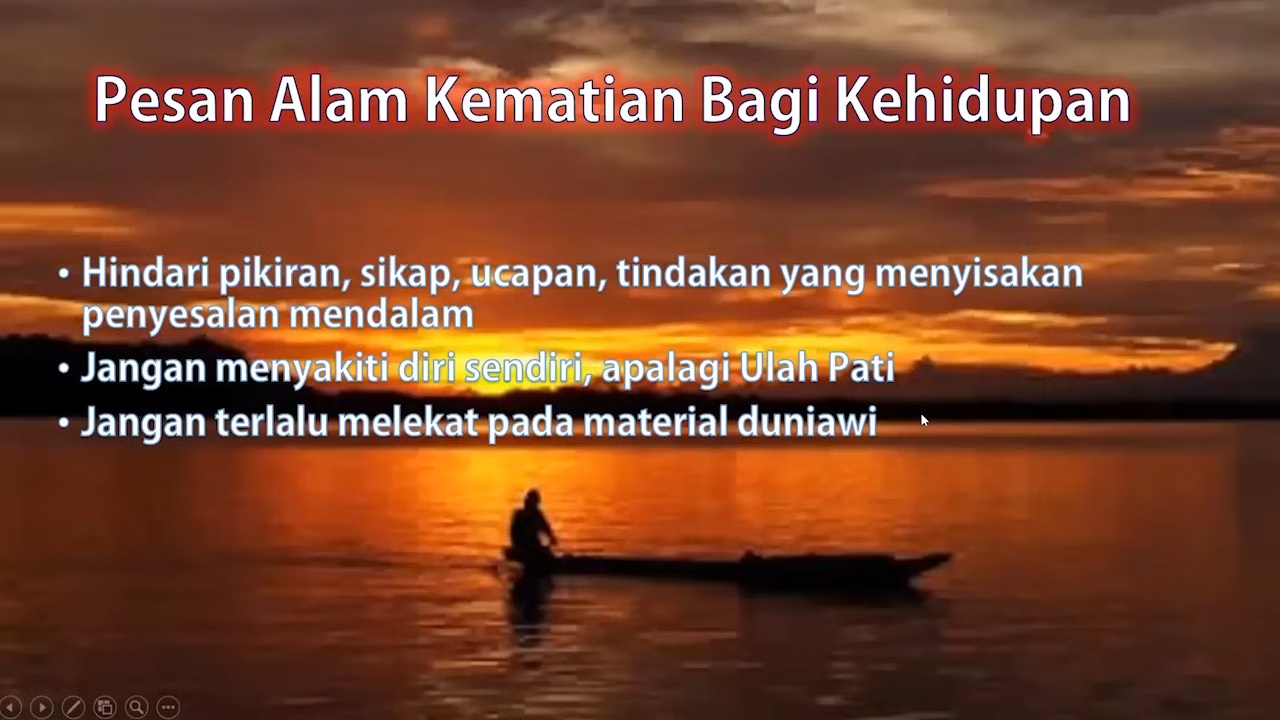 Pesan Alam Kematian Bagi Kehidupan
• Hindari pikiran, sikap, ucapan, tindakan yang menyisakan
penyesalan mendalam
• Jangan menyakiti diri sendiri, apalagi Ulah Pati
• Jangan terlalu melekat pada material duniawi